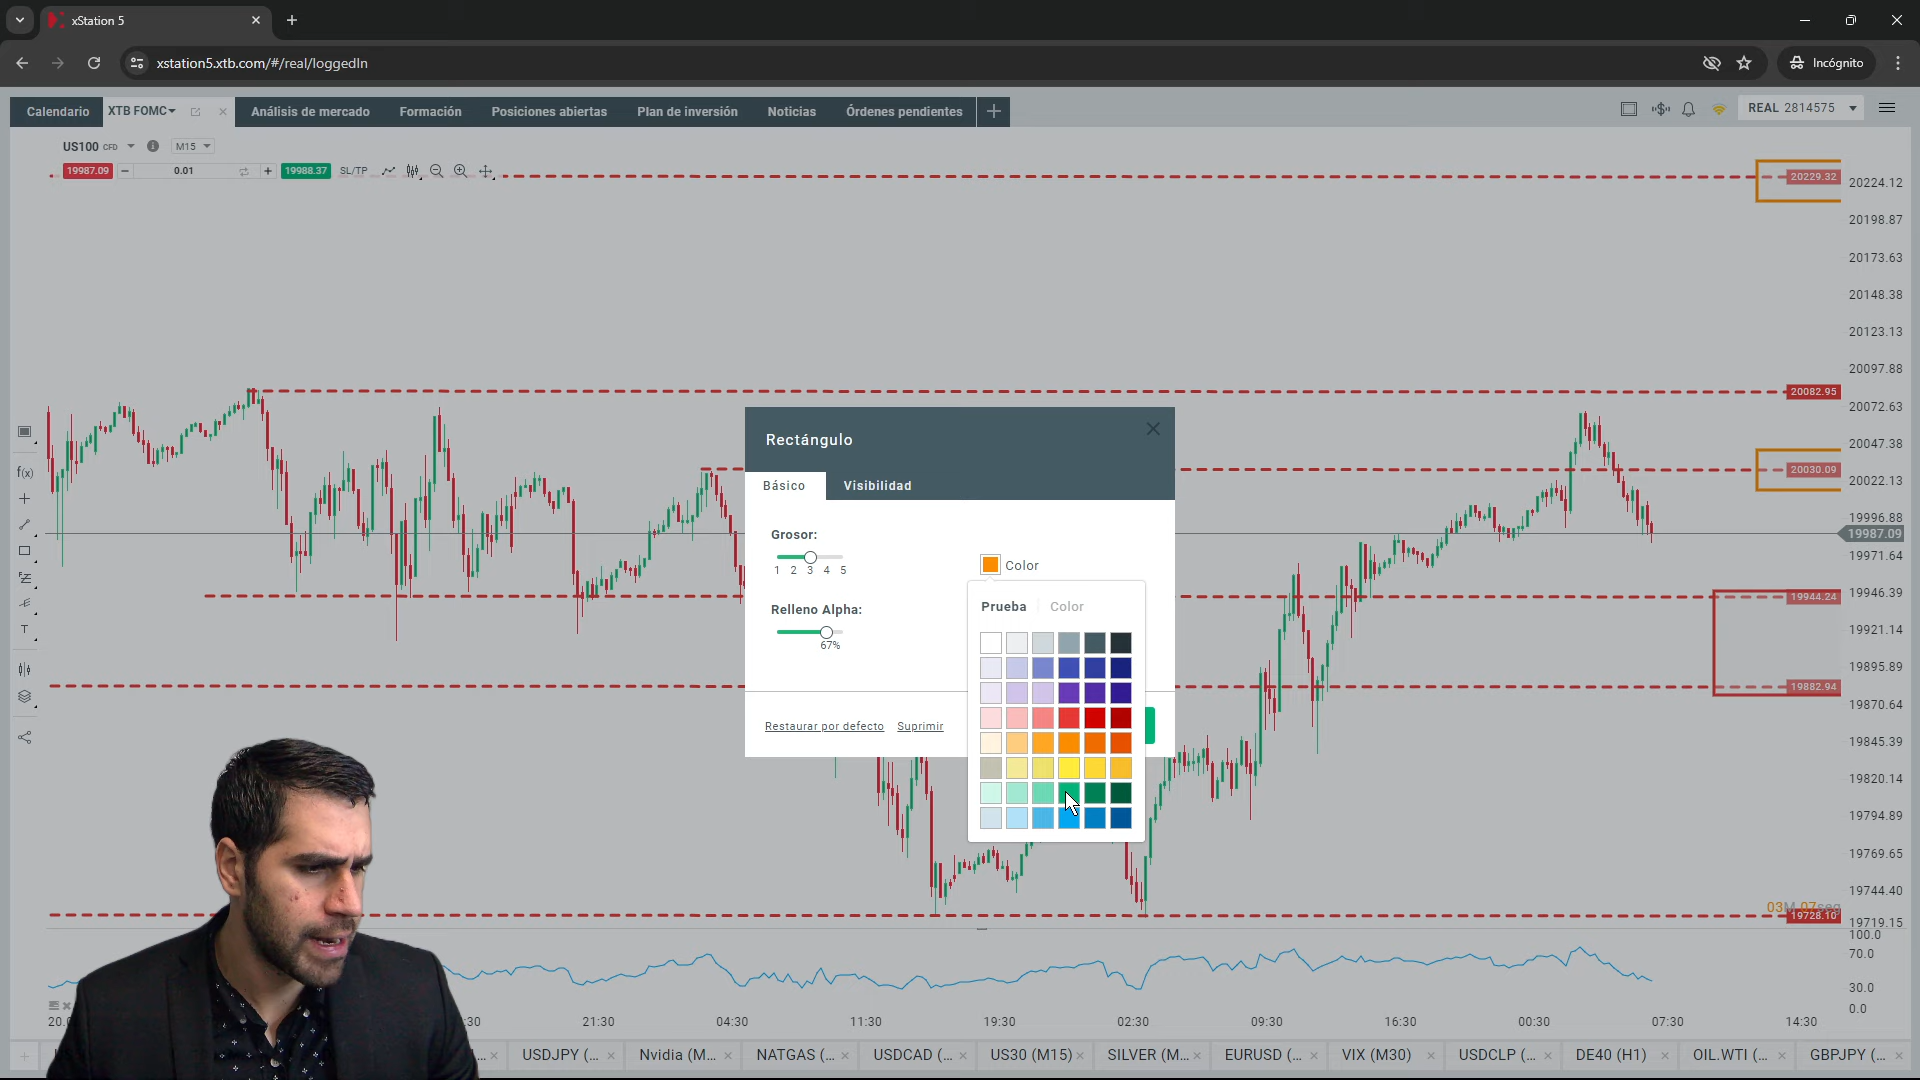 xStation 5
xstation5.xtb.com/#/real/loggedIn
Incógnito
Calendario
XTB FOMC
Análisis de mercado
Formación
Posiciones abiertas
Plan de inversión
Noticias
Órdenes pendientes
REAL 2814575
US100 CFD
M15
19987.09
0.01
19988.37
SL/TP
20229.32
20224.12
20198.87
20173.63
20148.38
20123.13
20097.88
20082.95
20072.63
20047.38
20030.09
20022.13
19996.88
19987.09
19971.64
19944.24
19946.39
19921.14
19895.89
19882.94
19870.64
19845.39
19820.14
19794.89
19769.65
19744.40
19728.10
19719.15
100.0
70.0
30.0
0.0
f(x)
T
Rectángulo
Básico
Visibilidad
Grosor:
1 2 3 4 5
Color
Relleno Alpha:
67%
Prueba
Color
Restaurar por defecto
Suprimir
21:30
04:30
11:30
19:30
02:30
09:30
16:30
00:30
07:30
14:30
USDJPY (...
Nvidia (M...
NATGAS (...
USDCAD (...
US30 (M15)
SILVER (M...
EURUSD (...
VIX (M30)
USDCLP (...
DE40 (H1)
OIL.WTI (...
GBPJPY (...